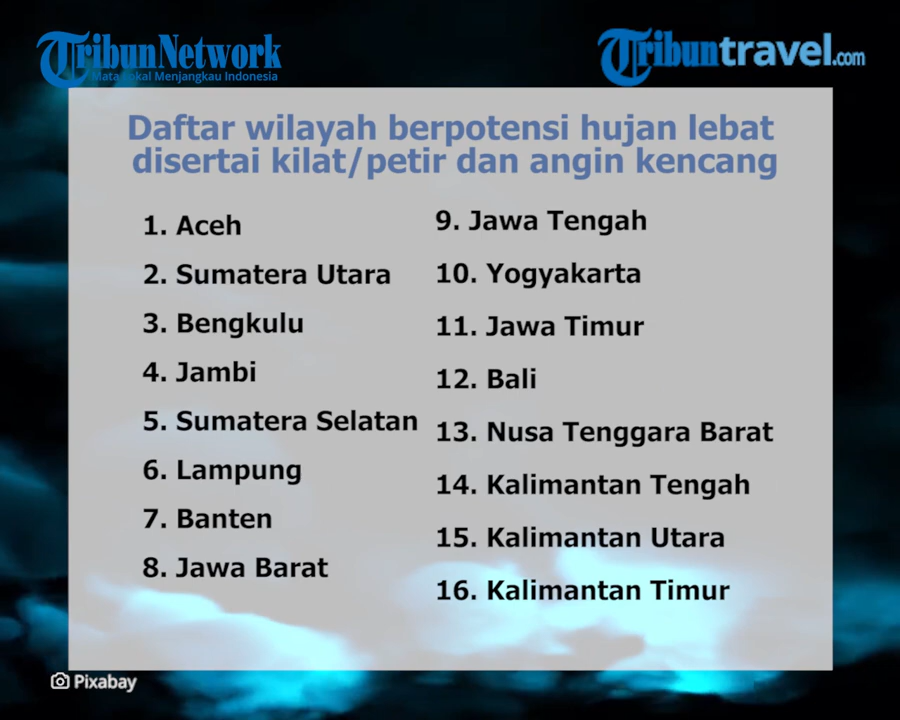 TribunNetwork
Mata Lokal Menjangkau Indonesia
Tribuntravel.com
Daftar wilayah berpotensi hujan lebat
disertai kilat/petir dan angin kencang
1. Aceh
2. Sumatera Utara
3. Bengkulu
4. Jambi
5. Sumatera Selatan
6. Lampung
7. Banten
8. Jawa Barat
9. Jawa Tengah
10. Yogyakarta
11. Jawa Timur
12. Bali
13. Nusa Tenggara Barat
14. Kalimantan Tengah
15. Kalimantan Utara
16. Kalimantan Timur
Pixabay